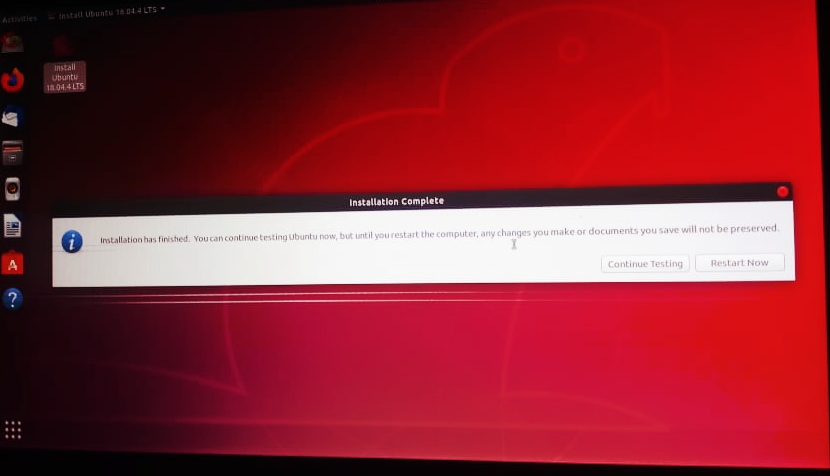 Activities
Install Ubuntu 18.04.4 LTS
Install
Ubuntu
18.04.4 LTS
Installation Complete
Installation has finished. You can continue testing Ubuntu now, but until you restart the computer, any changes you make or documents you save will not be preserved.
Continue Testing
Restart Now